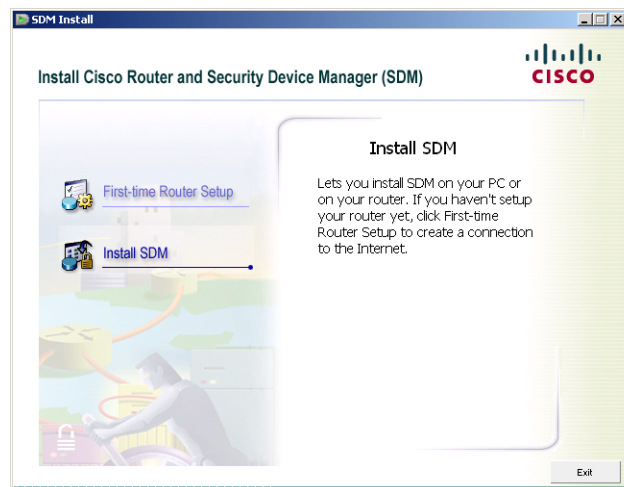 SDM Install
Install Cisco Router and Security Device Manager (SDM)
CISCO
First-time Router Setup
Install SDM
Install SDM
Lets you install SDM on your PC or
on your router. If you haven't setup
your router yet, click First-time
Router Setup to create a connection
to the Internet.
Exit